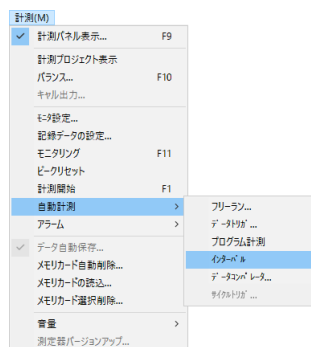 計測(M)
計測パネル表示... F9
計測プロジェクト表示
バランス... F10
キャル出力...
ﾓﾆﾀ設定...
記録データの設定...
モニタリング F11
ピークリセット
計測開始 F1
自動計測
アラーム
データ自動保存...
メモリカード自動削除...
メモリカードの読込...
メモリカード選択削除...
音量
測定器バージョンアップ...
フリーラン...
ﾃﾞｰﾀﾄﾘｶﾞ...
プログラム計測
ｲﾝﾀｰﾊﾞﾙ
ﾃﾞｰﾀｺﾝﾊﾟﾚｰﾀ...
ｻｲｸﾙﾄﾘｶﾞ...